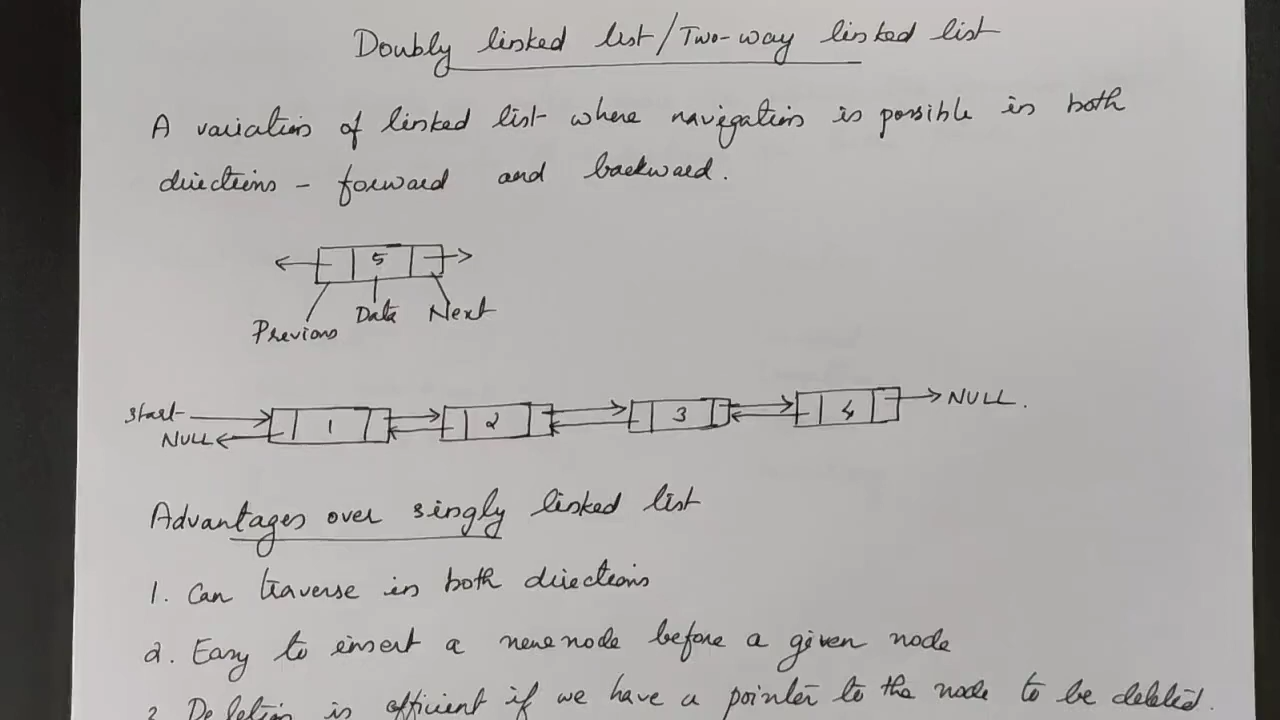 Doubly linked list/Two-way linked list
A variation of linked list where navigation is possible in both
directions - forward and backward.
5
Previous Data Next
Start 1 2 3 4 NULL.
NULL
Advantages over singly linked list
1. Can traverse in both directions
2. Easy to insert a new node before a given node
3. Deletion is efficient if we have a pointer to the node to be deleted.